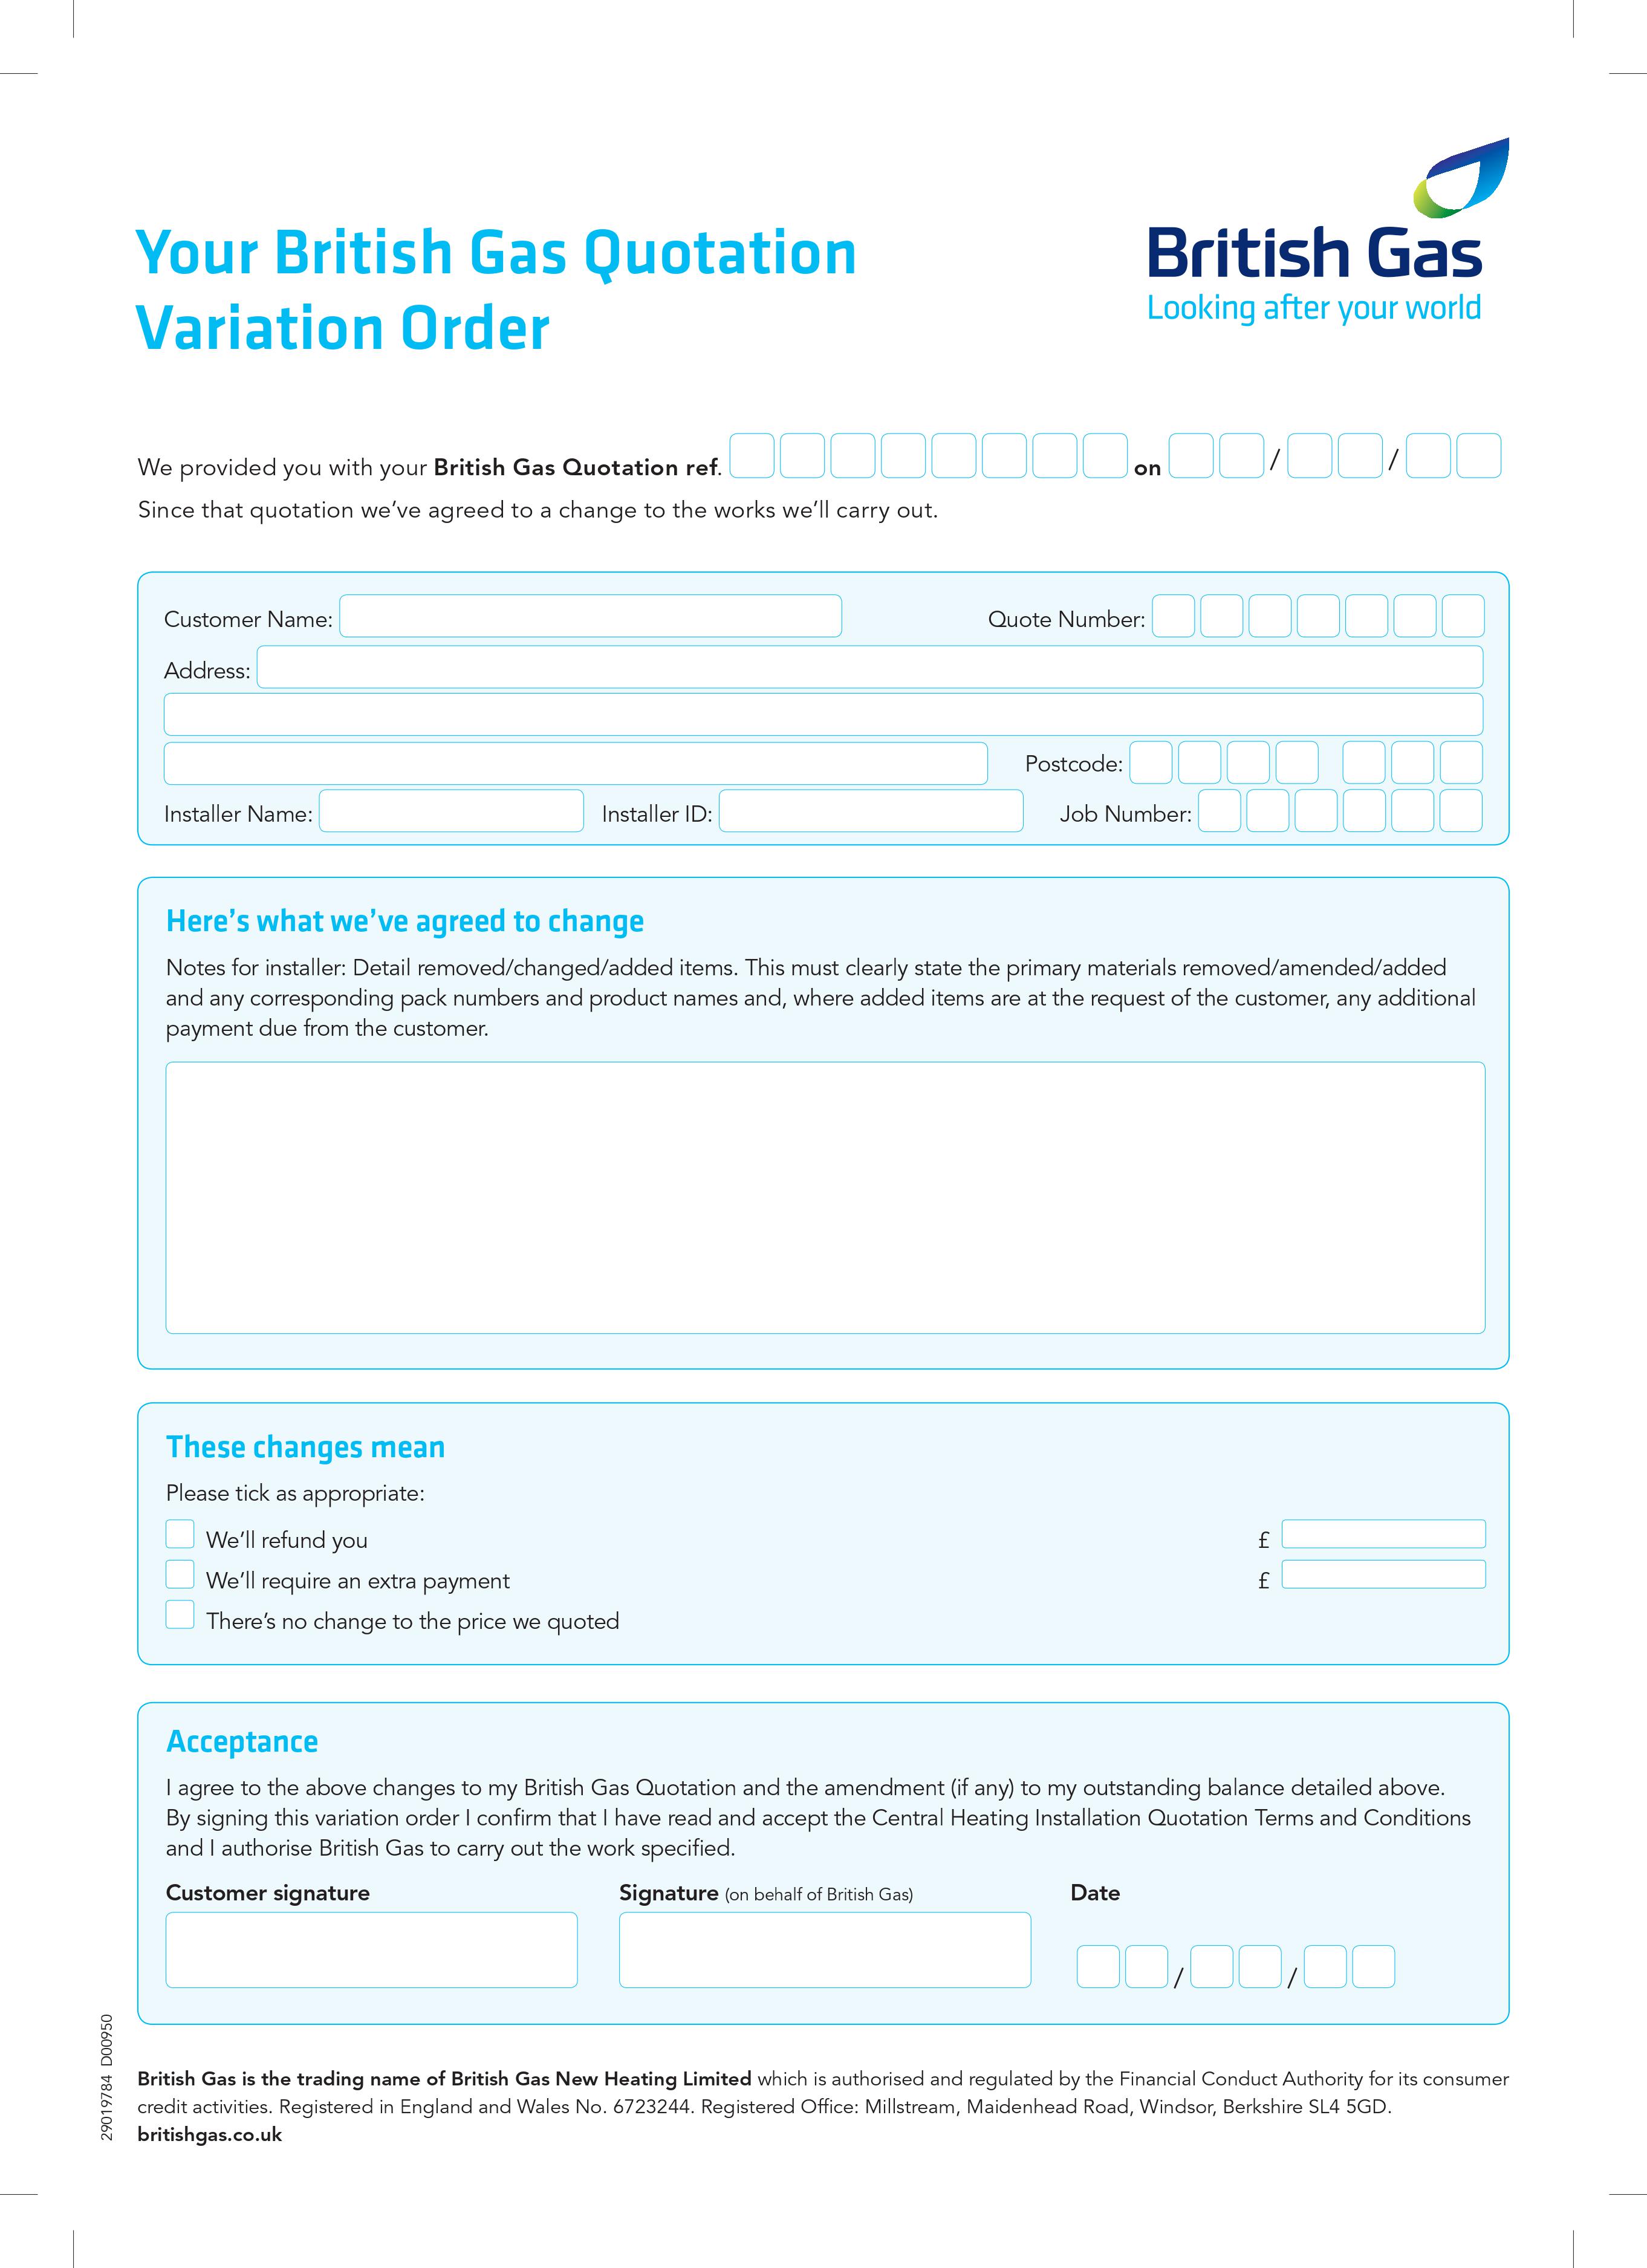 Your British Gas Quotation
Variation Order
British Gas
Looking after your world
We provided you with your British Gas Quotation ref. on / /
Since that quotation we've agreed to a change to the works we'll carry out.
Customer Name: Quote Number:
Address:
Postcode:
Installer Name: Installer ID: Job Number:
Here's what we've agreed to change
Notes for installer: Detail removed/changed/added items. This must clearly state the primary materials removed/amended/added
and any corresponding pack numbers and product names and, where added items are at the request of the customer, any additional
payment due from the customer.
These changes mean
Please tick as appropriate:
We'll refund you £
We'll require an extra payment £
There's no change to the price we quoted
Acceptance
I agree to the above changes to my British Gas Quotation and the amendment (if any) to my outstanding balance detailed above.
By signing this variation order I confirm that I have read and accept the Central Heating Installation Quotation Terms and Conditions
and I authorise British Gas to carry out the work specified.
Customer signature Signature (on behalf of British Gas) Date
/ /
29019784 D00950
British Gas is the trading name of British Gas New Heating Limited which is authorised and regulated by the Financial Conduct Authority for its consumer
credit activities. Registered in England and Wales No. 6723244. Registered Office: Millstream, Maidenhead Road, Windsor, Berkshire SL4 5GD.
britishgas.co.uk